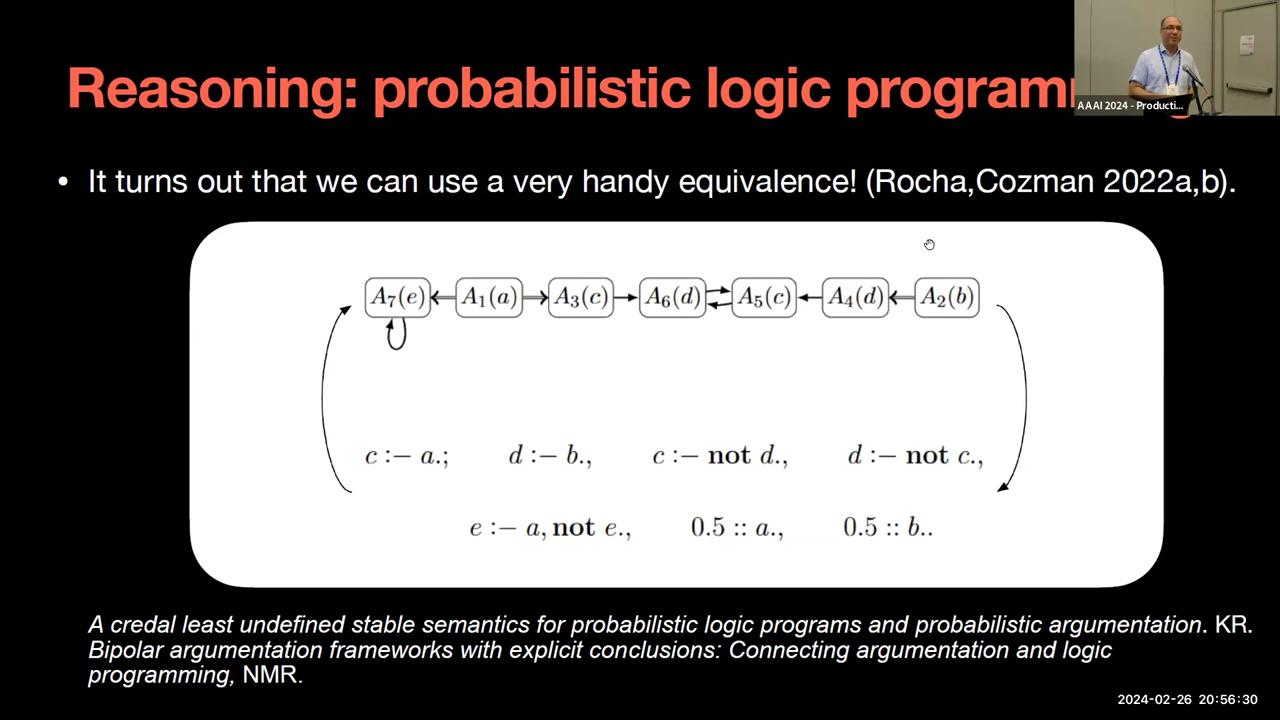 Reasoning: probabilistic logic program
AAAI 2024 - Producti...
• It turns out that we can use a very handy equivalence! (Rocha,Cozman 2022a,b).
A₇(e) A₁(a) A₃(c) A₆(d) A₅(c) A₄(d) A₂(b)
c :− a.; d :− b., c :− not d., d :− not c.,
e :− a, not e., 0.5 :: a., 0.5 :: b..
A credal least undefined stable semantics for probabilistic logic programs and probabilistic argumentation. KR.
Bipolar argumentation frameworks with explicit conclusions: Connecting argumentation and logic
programming, NMR.
2024-02-26 20:56:30